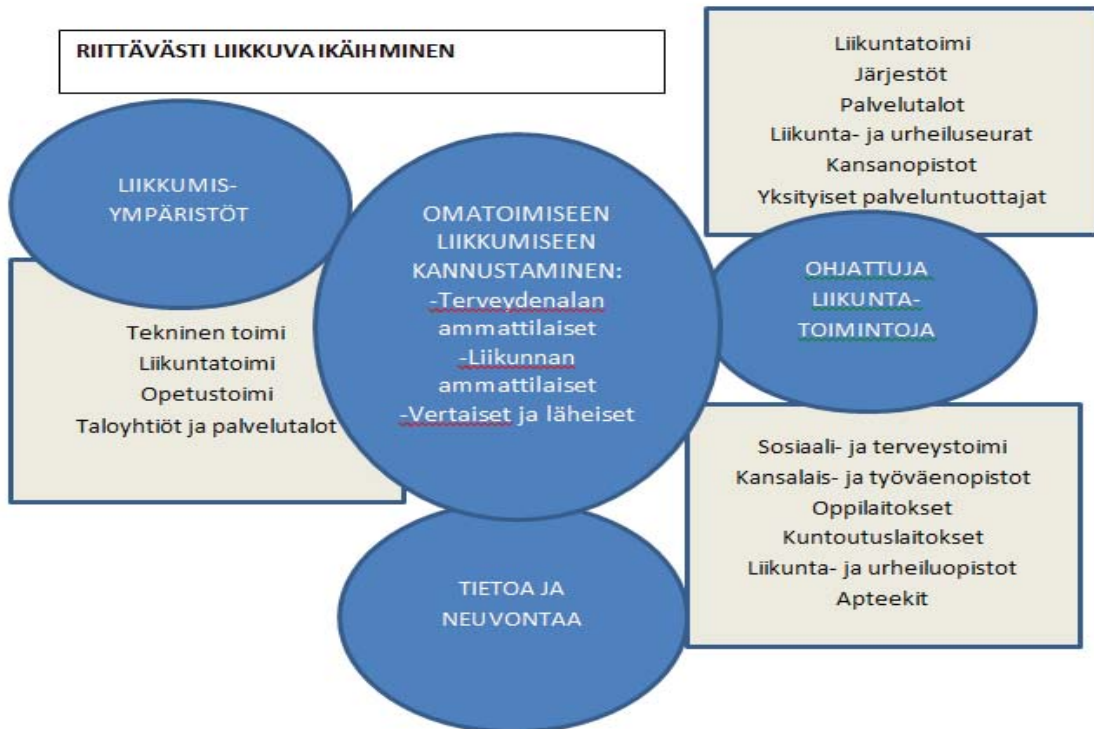 RIITTÄVÄSTI LIIKKUVA IKÄIHMINEN
LIIKKUMIS-
YMPÄRISTÖT
Tekninen toimi
Liikuntatoimi
Opetustoimi
Taloyhtiöt ja palvelutalot
OMATOIMISEEN
LIIKKUMISEEN
KANNUSTAMINEN:
-Terveydenalan
ammattilaiset
-Liikunnan
ammattilaiset
-Vertaiset ja läheiset
Liikuntatoimi
Järjestöt
Palvelutalot
Liikunta- ja urheiluseurat
Kansanopistot
Yksityiset palveluntuottajat
OHJATTUJA
LIIKUNTA-
TOIMINTOJA
Sosiaali- ja terveystoimi
Kansalais- ja työväenopistot
Oppilaitokset
Kuntoutuslaitokset
Liikunta- ja urheiluopistot
Apteekit
TIETOA JA
NEUVONTAA